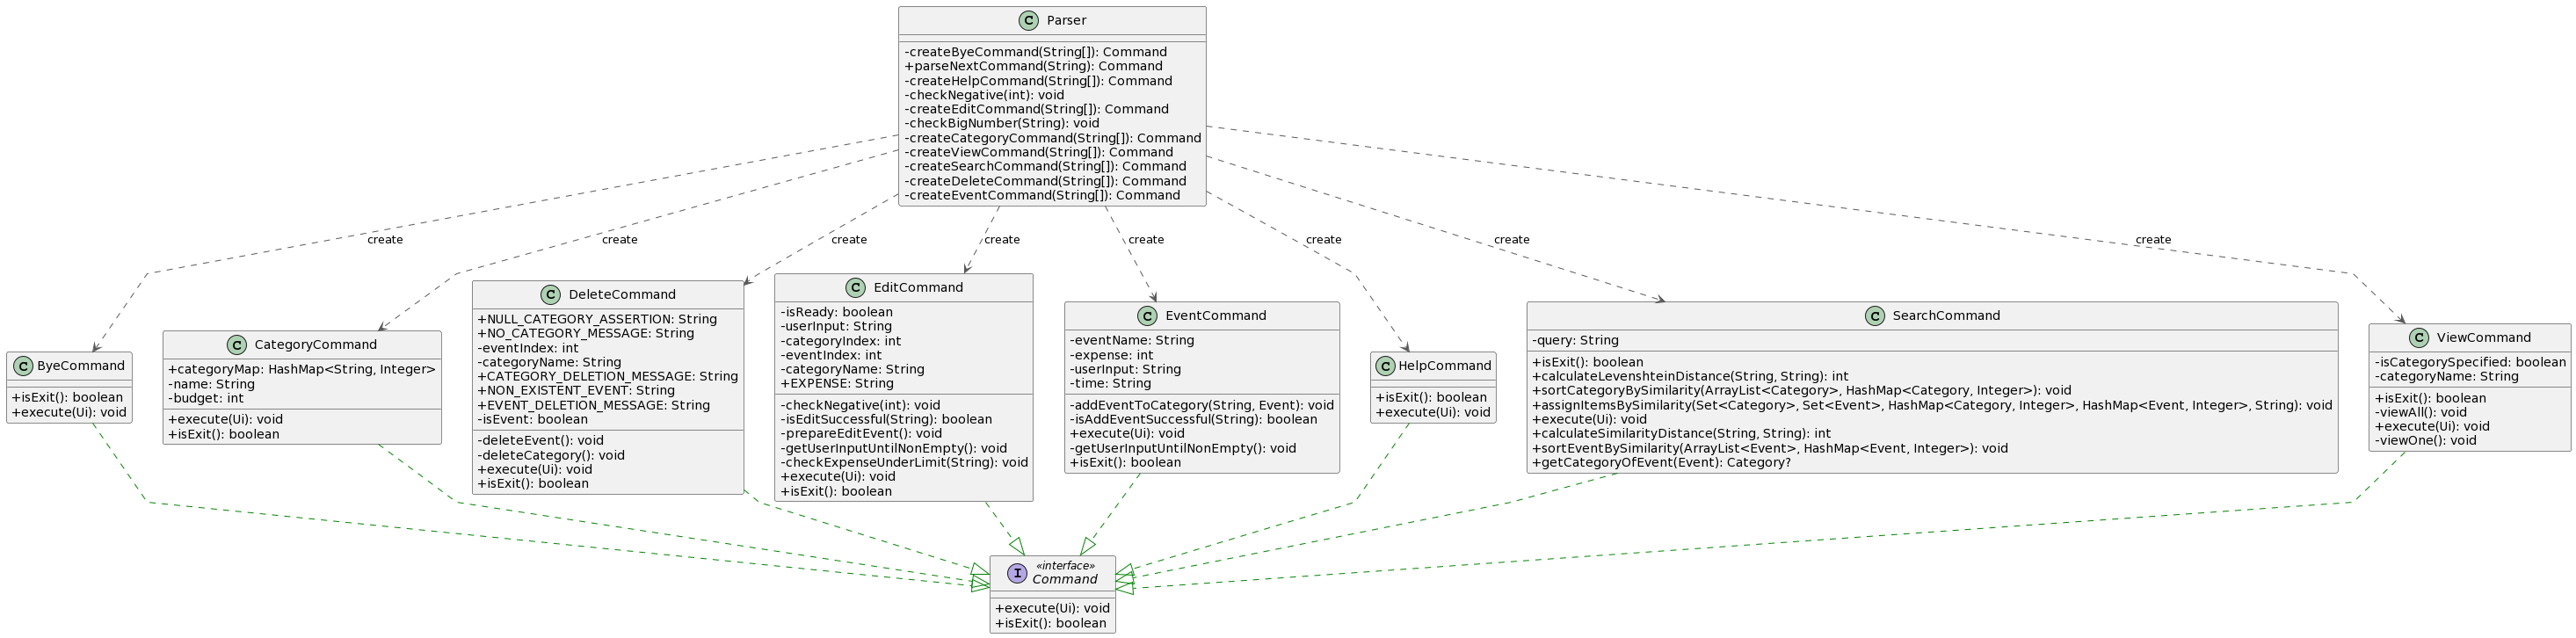 C Parser
-createByeCommand(String[]): Command
+parseNextCommand(String): Command
-createHelpCommand(String[]): Command
-checkNegative(int): void
-createEditCommand(String[]): Command
-checkBigNumber(String): void
-createCategoryCommand(String[]): Command
-createViewCommand(String[]): Command
-createSearchCommand(String[]): Command
-createDeleteCommand(String[]): Command
-createEventCommand(String[]): Command
create
create
create
create
create
create
create
create
C ByeCommand
+isExit(): boolean
+execute(Ui): void
C CategoryCommand
+categoryMap: HashMap<String, Integer>
-name: String
-budget: int
+execute(Ui): void
+isExit(): boolean
C DeleteCommand
+NULL_CATEGORY_ASSERTION: String
+NO_CATEGORY_MESSAGE: String
-eventIndex: int
-categoryName: String
+CATEGORY_DELETION_MESSAGE: String
+NON_EXISTENT_EVENT: String
+EVENT_DELETION_MESSAGE: String
-isEvent: boolean
-deleteEvent(): void
-deleteCategory(): void
+execute(Ui): void
+isExit(): boolean
C EditCommand
-isReady: boolean
-userInput: String
-categoryIndex: int
-eventIndex: int
-categoryName: String
+EXPENSE: String
-checkNegative(int): void
-isEditSuccessful(String): boolean
-prepareEditEvent(): void
-getUserInputUntilNonEmpty(): void
-checkExpenseUnderLimit(String): void
+execute(Ui): void
+isExit(): boolean
C EventCommand
-eventName: String
-expense: int
-userInput: String
-time: String
-addEventToCategory(String, Event): void
-isAddEventSuccessful(String): boolean
+execute(Ui): void
-getUserInputUntilNonEmpty(): void
+isExit(): boolean
C HelpCommand
+isExit(): boolean
+execute(Ui): void
C SearchCommand
-query: String
+isExit(): boolean
+calculateLevenshteinDistance(String, String): int
+sortCategoryBySimilarity(ArrayList<Category>, HashMap<Category, Integer>): void
+assignItemsBySimilarity(Set<Category>, Set<Event>, HashMap<Category, Integer>, HashMap<Event, Integer>, String): void
+execute(Ui): void
+calculateSimilarityDistance(String, String): int
+sortEventBySimilarity(ArrayList<Event>, HashMap<Event, Integer>): void
+getCategoryOfEvent(Event): Category?
C ViewCommand
-isCategorySpecified: boolean
-categoryName: String
+isExit(): boolean
-viewAll(): void
+execute(Ui): void
-viewOne(): void
«interface»
I Command
+execute(Ui): void
+isExit(): boolean